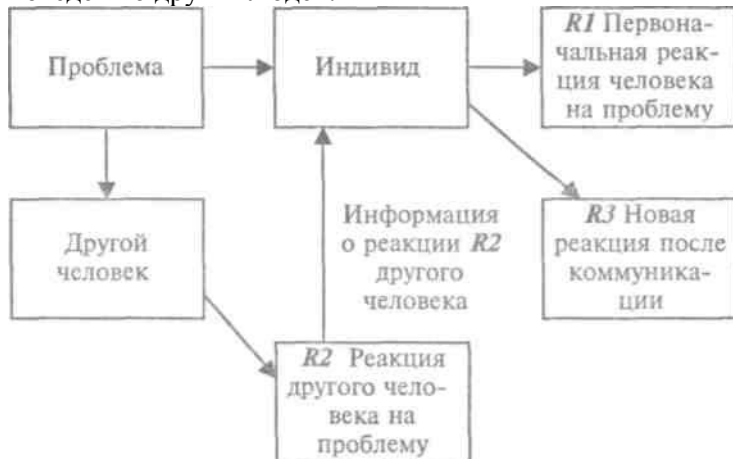 Проблема
Индивид
R1 Первона-
чальная реак-
ция человека
на проблему
Другой
человек
Информация
о реакции R2
другого
человека
R3 Новая
реакция после
коммуника-
ции
R2 Реакция
другого чело-
века на
проблему